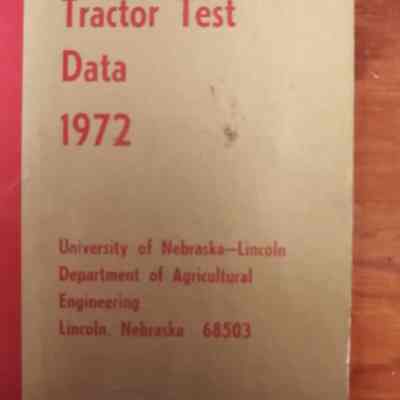 Tractor Test
Data
1972
University of Nebraska—Lincoln
Department of Agricultural
Engineering
Lincoln, Nebraska 68503